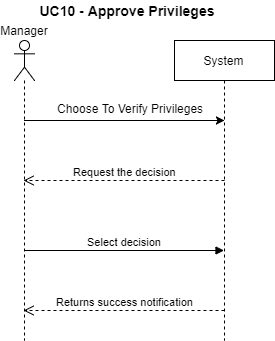 UC10 - Approve Privileges
Manager
System
Choose To Verify Privileges
Request the decision
Select decision
Returns success notification